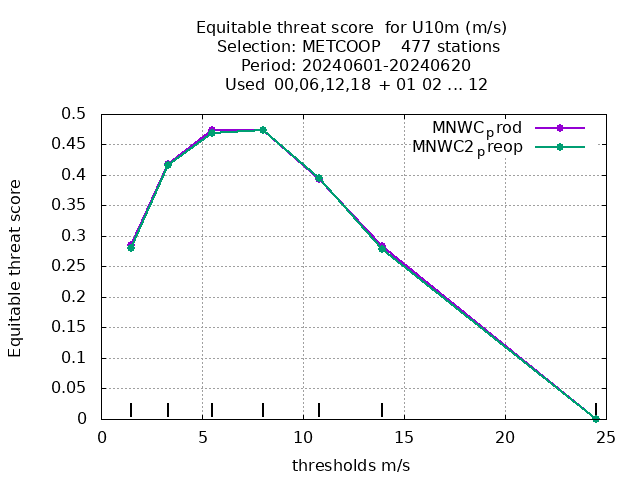 Equitable threat score  for U10m (m/s)
Selection: METCOOP    477 stations
Period: 20240601-20240620
Used  00,06,12,18  + 01 02 ... 12
MNWCprod
MNWC2preop
Equitable threat score
0.5
0.45
0.4
0.35
0.3
0.25
0.2
0.15
0.1
0.05
0
0 5 10 15 20 25
thresholds m/s